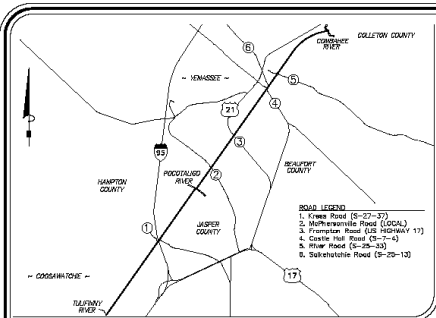 COMBAHEE
RIVER
COLLETON COUNTY
6
~ YEMASSEE ~
5
21
4
3
95
BEAUFORT
COUNTY
POCOTALIGO
RIVER
2
HAMPTON
COUNTY
JASPER
COUNTY
1
ROAD LEGEND
1. Kress Road (S-27-37)
2. McPhersonville Road (LOCAL)
3. Frampton Road (US HIGHWAY 17)
4. Castle Hall Road (S-7-4)
5. River Road (S-25-33)
6. Salkehatchie Road (S-25-13)
~ COOSAWATCHIE ~
17
TULIFINNY
RIVER